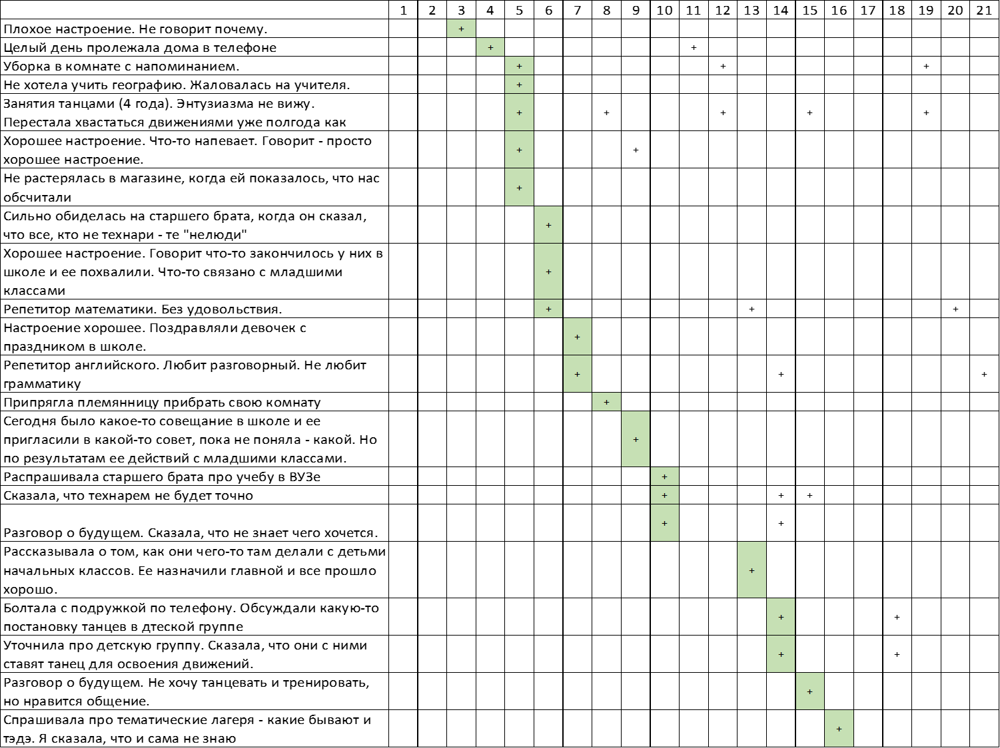 1 2 3 4 5 6 7 8 9 10 11 12 13 14 15 16 17 18 19 20 21
Плохое настроение. Не говорит почему. +
Целый день пролежала дома в телефоне + +
Уборка в комнате с напоминанием. + + +
Не хотела учить географию. Жаловалась на учителя. +
Занятия танцами (4 года). Энтузиазма не вижу.
Перестала хвастаться движениями уже полгода как + + + + +
Хорошее настроение. Что-то напевает. Говорит - просто
хорошее настроение. + +
Не растерялась в магазине, когда ей показалось, что нас
обсчитали +
Сильно обиделась на старшего брата, когда он сказал,
что все, кто не технари - те "нелюди" +
Хорошее настроение. Говорит что-то закончилось у них в
школе и ее похвалили. Что-то связано с младшими
классами +
Репетитор математики. Без удовольствия. + + +
Настроение хорошее. Поздравляли девочек с
праздником в школе. +
Репетитор английского. Любит разговорный. Не любит
грамматику + + +
Припрягла племянницу прибрать свою комнату +
Сегодня было какое-то совещание в школе и ее
пригласили в какой-то совет, пока не поняла - какой. Но
по результатам ее действий с младшими классами. +
Распрашивала старшего брата про учебу в ВУЗе +
Сказала, что технарем не будет точно + + +
Разговор о будущем. Сказала, что не знает чего хочется. + +
Рассказывала о том, как они чего-то там делали с детьми
начальных классов. Ее назначили главной и все прошло
хорошо. +
Болтала с подружкой по телефону. Обсуждали какую-то
постановку танцев в дтеской группе + +
Уточнила про детскую группу. Сказала, что они с ними
ставят танец для освоения движений. + +
Разговор о будущем. Не хочу танцевать и тренировать,
но нравится общение. +
Спрашивала про тематические лагеря - какие бывают и
тэдэ. Я сказала, что и сама не знаю +